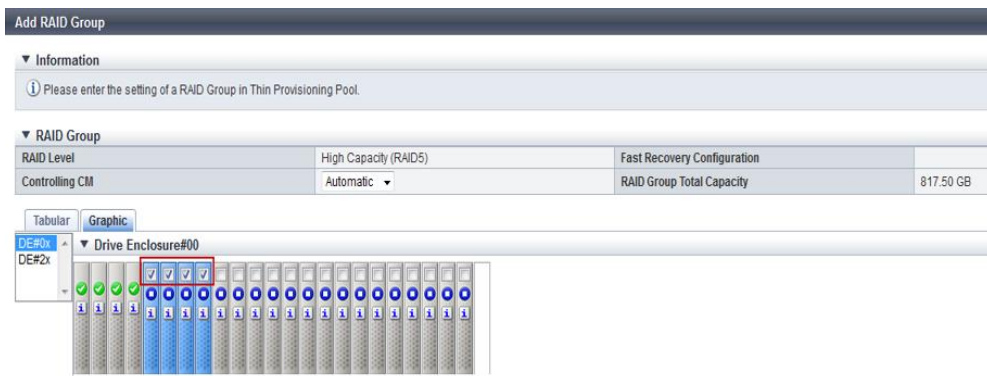 Add RAID Group
▼ Information
Please enter the setting of a RAID Group in Thin Provisioning Pool.
▼ RAID Group
RAID Level High Capacity (RAID5) Fast Recovery Configuration
Controlling CM Automatic RAID Group Total Capacity 817.50 GB
Tabular Graphic
DE#0x
DE#2x
▼ Drive Enclosure#00